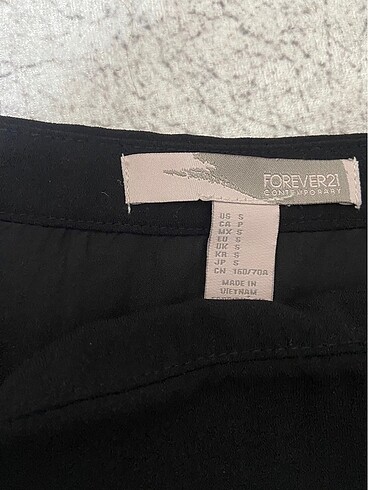 FOREVER21
CONTEMPORARY
US S
CA P
MX S
EU S
UK S
KR S
JP S
CN 160/70A
MADE IN
VIETNAM